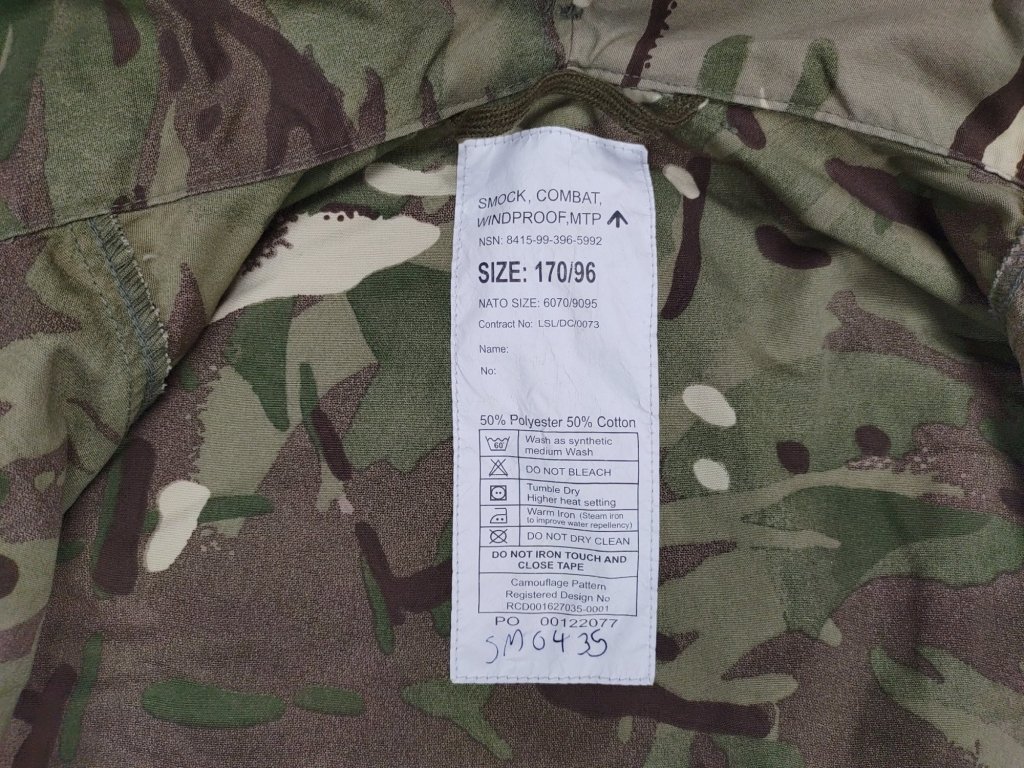 SMOCK, COMBAT,
WINDPROOF,MTP
NSN: 8415-99-396-5992
SIZE: 170/96
NATO SIZE: 6070/9095
Contract No: LSL/DC/0073
Name:
No:
50% Polyester 50% Cotton
60 Wash as synthetic
medium Wash
DO NOT BLEACH
Tumble Dry
Higher heat setting
Warm Iron (Steam iron
to improve water repellency)
DO NOT DRY CLEAN
DO NOT IRON TOUCH AND
CLOSE TAPE
Camouflage Pattern
Registered Design No
RCD001627035-0001
PO 00122077
SM0435